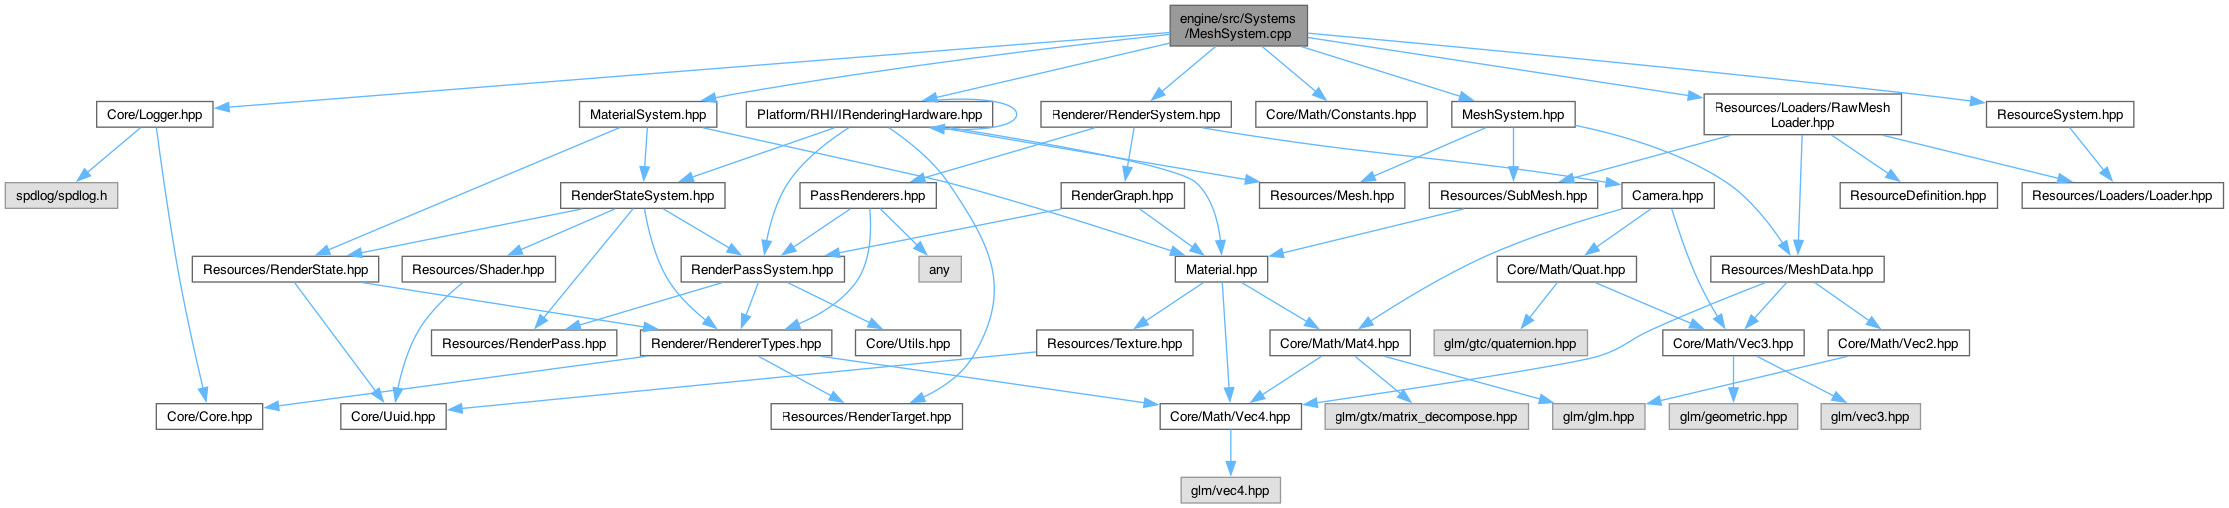 engine/src/Systems
/MeshSystem.cpp
Core/Logger.hpp
MaterialSystem.hpp
Platform/RHI/IRenderingHardware.hpp
Renderer/RenderSystem.hpp
Core/Math/Constants.hpp
MeshSystem.hpp
Resources/Loaders/RawMesh
Loader.hpp
ResourceSystem.hpp
spdlog/spdlog.h
RenderStateSystem.hpp
PassRenderers.hpp
RenderGraph.hpp
Resources/Mesh.hpp
Resources/SubMesh.hpp
Camera.hpp
ResourceDefinition.hpp
Resources/Loaders/Loader.hpp
Resources/RenderState.hpp
Resources/Shader.hpp
RenderPassSystem.hpp
any
Material.hpp
Core/Math/Quat.hpp
Resources/MeshData.hpp
Resources/RenderPass.hpp
Renderer/RendererTypes.hpp
Core/Utils.hpp
Resources/Texture.hpp
Core/Math/Mat4.hpp
glm/gtc/quaternion.hpp
Core/Math/Vec3.hpp
Core/Math/Vec2.hpp
Core/Core.hpp
Core/Uuid.hpp
Resources/RenderTarget.hpp
Core/Math/Vec4.hpp
glm/gtx/matrix_decompose.hpp
glm/glm.hpp
glm/geometric.hpp
glm/vec3.hpp
glm/vec4.hpp